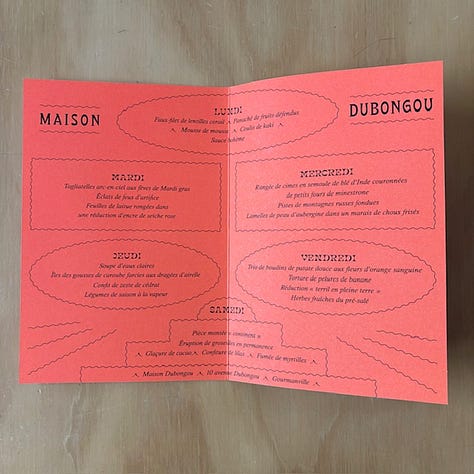 MAISON
DUBONGOU
LUNDI
Faux-filet de lentilles corail Panaché de fruits défendus
Mousse de mousse Coulis de kaki
Sauce bohème
MARDI
Tagliatelles arc-en-ciel aux fèves de Mardi gras
Éclats de feux d'artifice
Feuilles de laitue rongées dans
une réduction d'encre de seiche rose
MERCREDI
Rangée de cimes en semoule de blé d'Inde couronnées
de petits fours de minestrone
Pistes de montagnes russes fondues
Lamelles de peau d'aubergine dans un marais de choux frisés
JEUDI
Soupe d'eaux claires
Îles des gousses de caroube farcies aux dragées d'airelle
Confit de zeste de cédrat
Légumes de saison à la vapeur
VENDREDI
Trio de boudins de patate douce aux fleurs d'orange sanguine
Torture de pelures de banane
Réduction « terril en pleine terre »
Herbes fraîches du pré-salé
SAMEDI
Pièce montée « comment »
Éruption de groseilles en permanence
Glaçure de cacao Confiture de lilas Fumée de myrtilles
Maison Dubongou 10 avenue Dubongou Gourmanville